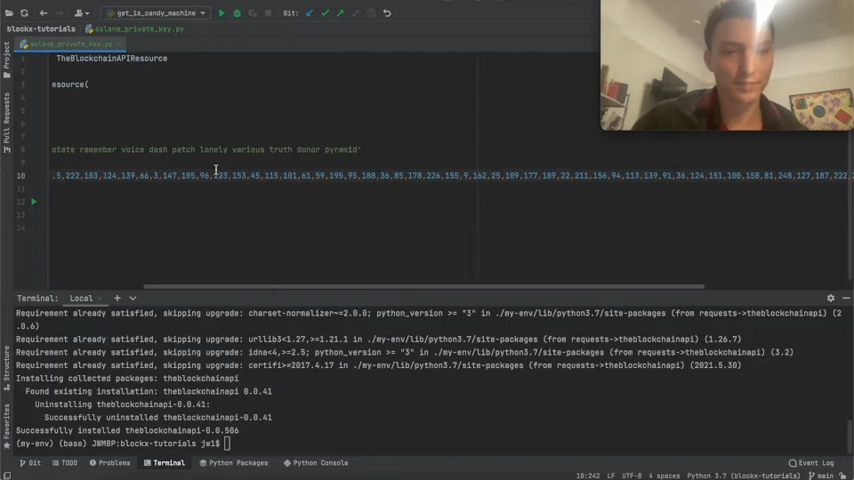 get_is_candy_machine
Git:
blockx-tutorials
solana_private_key.py
solana_private_key.py
Project
Pull Requests
Structure
Favorites
1 TheBlockchainAPIResource
2
3 esource(
4
5
6
7
8 otate remember voice dash patch lonely various truth donor pyramid'
9
10 ,5,222,103,124,139,66,3,147,105,96,123,153,45,115,101,61,59,195,95,188,36,85,178,226,155,9,162,25,109,177,189,22,211,156,94,113,139,91,36,124,151,100,158,81,248,127,187,222,
11
12
13
14
Terminal: Local
Requirement already satisfied, skipping upgrade: charset-normalizer~=2.0.0; python_version >= "3" in ./my-env/lib/python3.7/site-packages (from requests->theblockchainapi) (2
.0.6)
Requirement already satisfied, skipping upgrade: urllib3<1.27,>=1.21.1 in ./my-env/lib/python3.7/site-packages (from requests->theblockchainapi) (1.26.7)
Requirement already satisfied, skipping upgrade: idna<4,>=2.5; python_version >= "3" in ./my-env/lib/python3.7/site-packages (from requests->theblockchainapi) (3.2)
Requirement already satisfied, skipping upgrade: certifi>=2017.4.17 in ./my-env/lib/python3.7/site-packages (from requests->theblockchainapi) (2021.5.30)
Installing collected packages: theblockchainapi
Found existing installation: theblockchainapi 0.0.41
Uninstalling theblockchainapi-0.0.41:
Successfully uninstalled theblockchainapi-0.0.41
Successfully installed theblockchainapi-0.0.506
(my-env) (base) JWMBP:blockx-tutorials jw1$
Git TODO Problems Terminal Python Packages Python Console Event Log
10:242 LF UTF-8 4 spaces Python 3.7 (blockx-tutorials) main